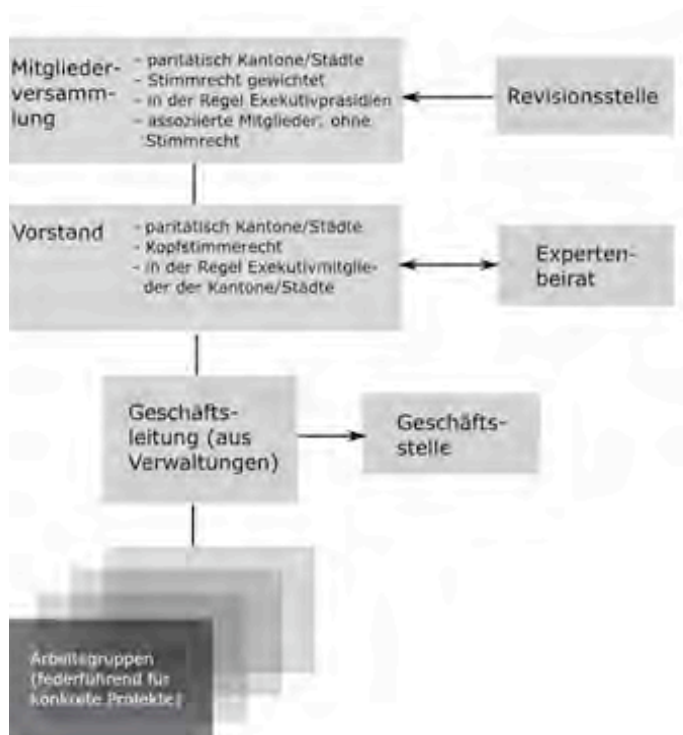 Mitglieder-
versamm-
lung
- paritätisch Kantone/Städte
- Stimmrecht gewichtet
- in der Regel Exekutivpräsidien
- assoziierte Mitglieder, ohne
Stimmrecht
Revisionsstelle
Vorstand
- paritätisch Kantone/Städte
- Kopfstimmerecht
- in der Regel Exekutivmitglie-
der der Kantone/Städte
Experten-
beirat
Geschäfts-
leitung (aus
Verwaltungen)
Geschäfts-
stelle
Arbeitsgruppen
(federführend für
konkrete Projekte)